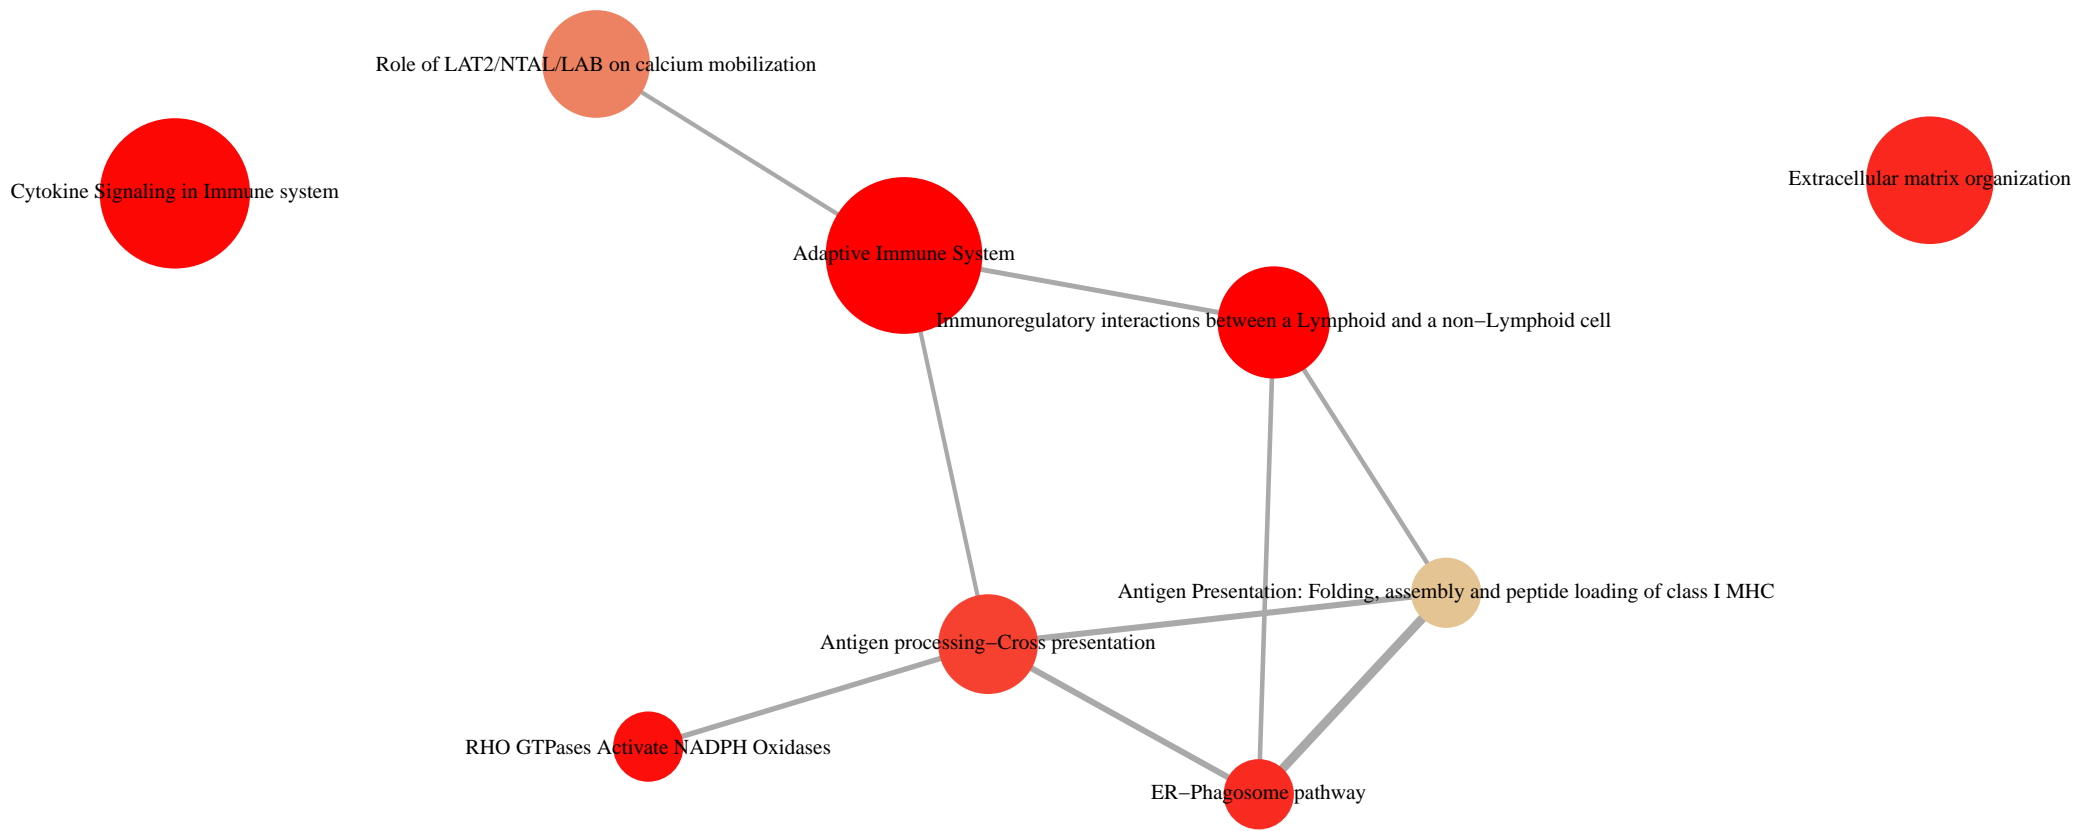 Role of LAT2/NTAL/LAB on calcium mobilization
Extracellular matrix organization
Cytokine Signaling in Immune system
Adaptive Immune System
Immunoregulatory interactions between a Lymphoid and a non−Lymphoid cell
Antigen Presentation: Folding, assembly and peptide loading of class I MHC
Antigen processing−Cross presentation
RHO GTPases Activate NADPH Oxidases
ER−Phagosome pathway